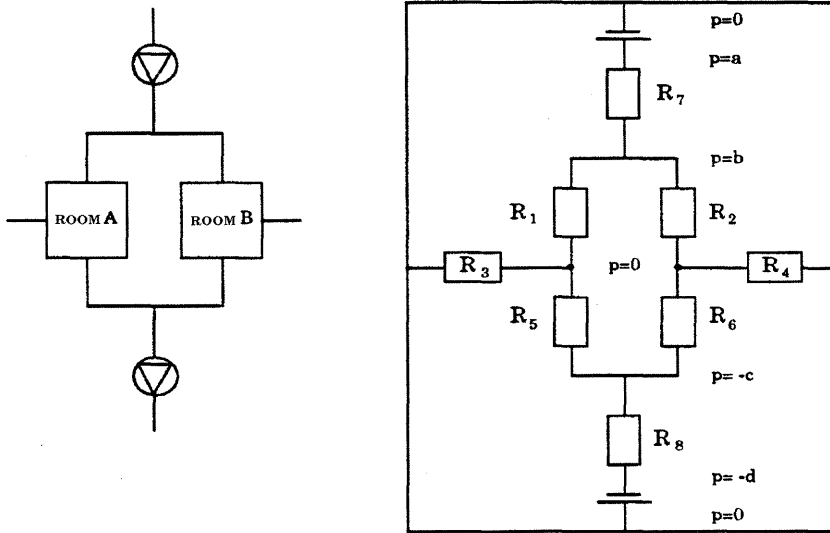 ROOM A
ROOM B
p=0
p=a
R7
p=b
R1
R2
R3
p=0
R4
R5
R6
p= -c
R8
p= -d
p=0